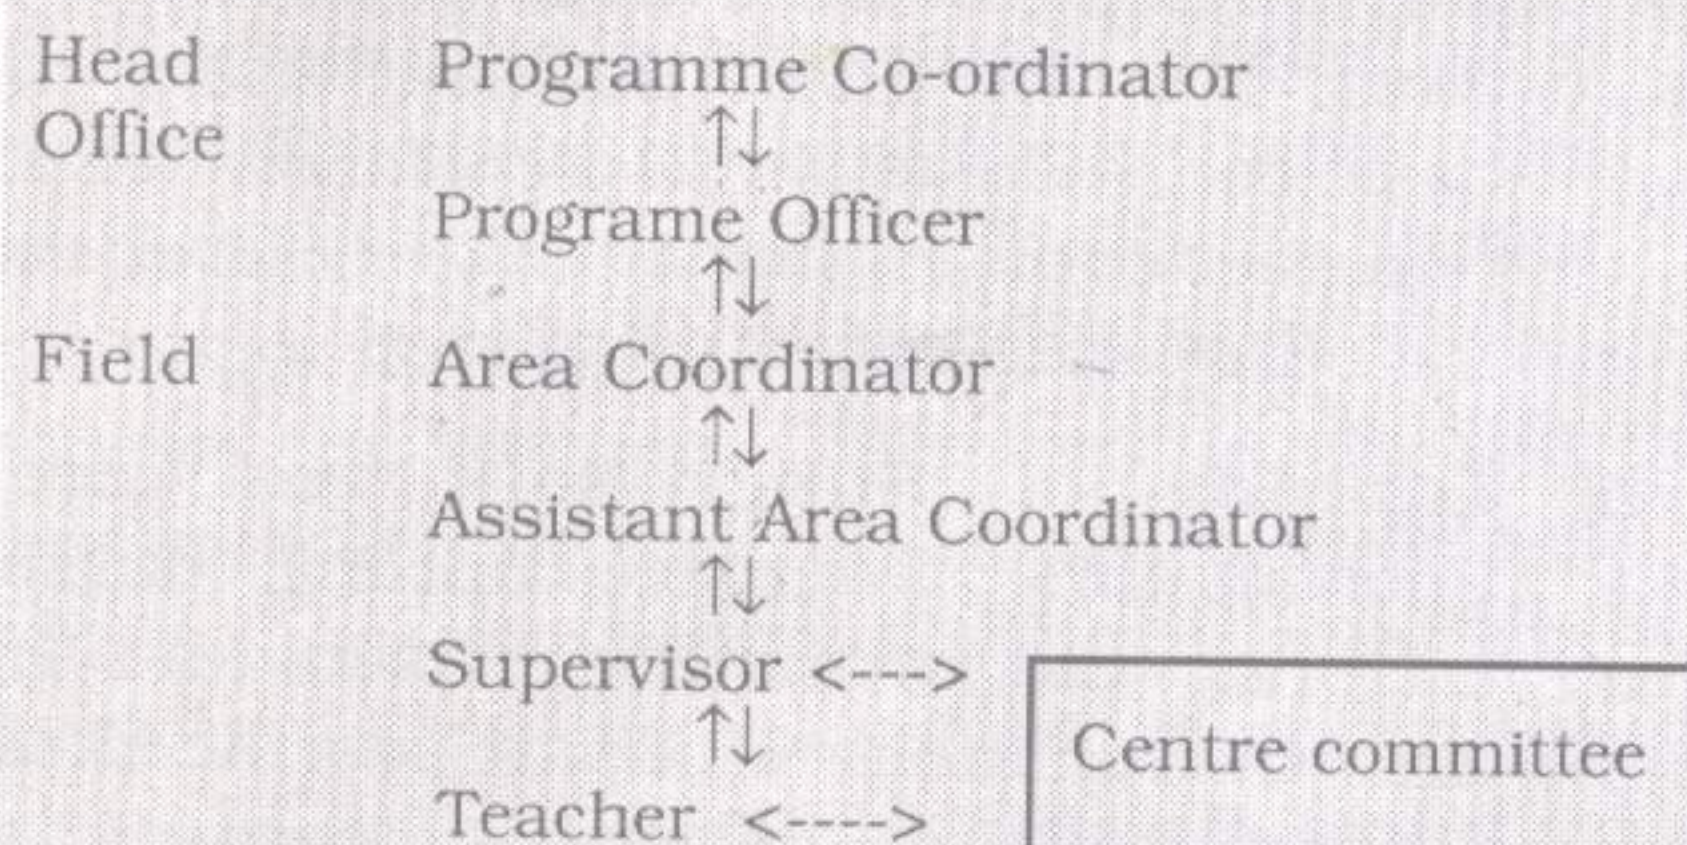 Head Office
Programme Co-ordinator
↑↓
Programe Officer
↑↓
Field
Area Coordinator
↑↓
Assistant Area Coordinator
↑↓
Supervisor <--->
↑↓
Centre committee
Teacher <---->